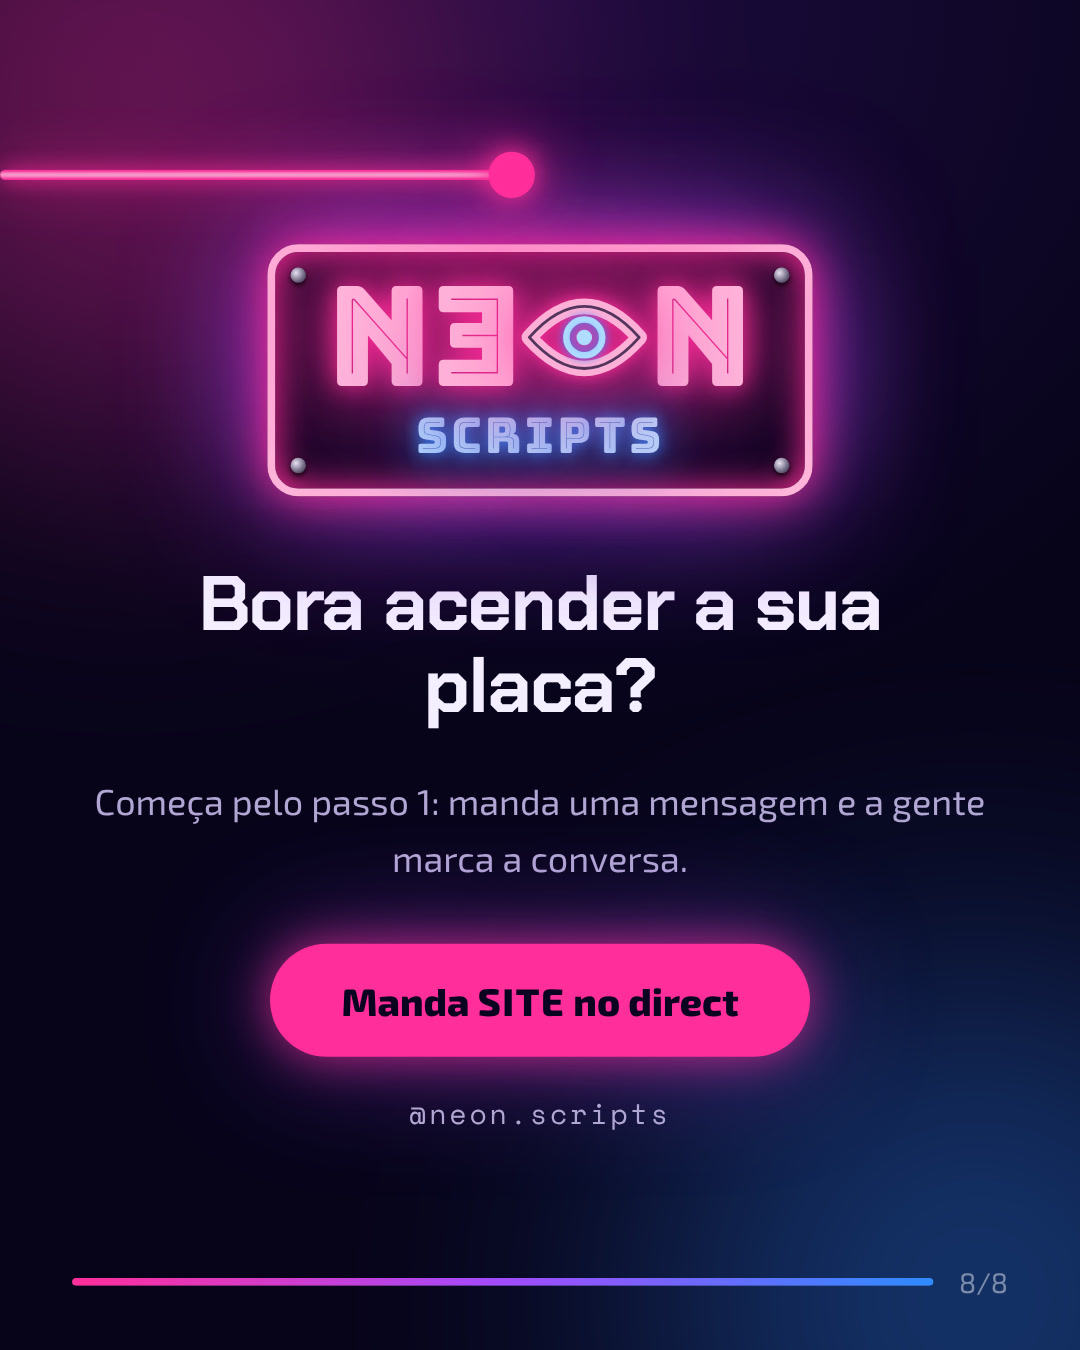 NEON
SCRIPTS
Bora acender a sua
placa?
Começa pelo passo 1: manda uma mensagem e a gente
marca a conversa.
Manda SITE no direct
@neon.scripts
8/8